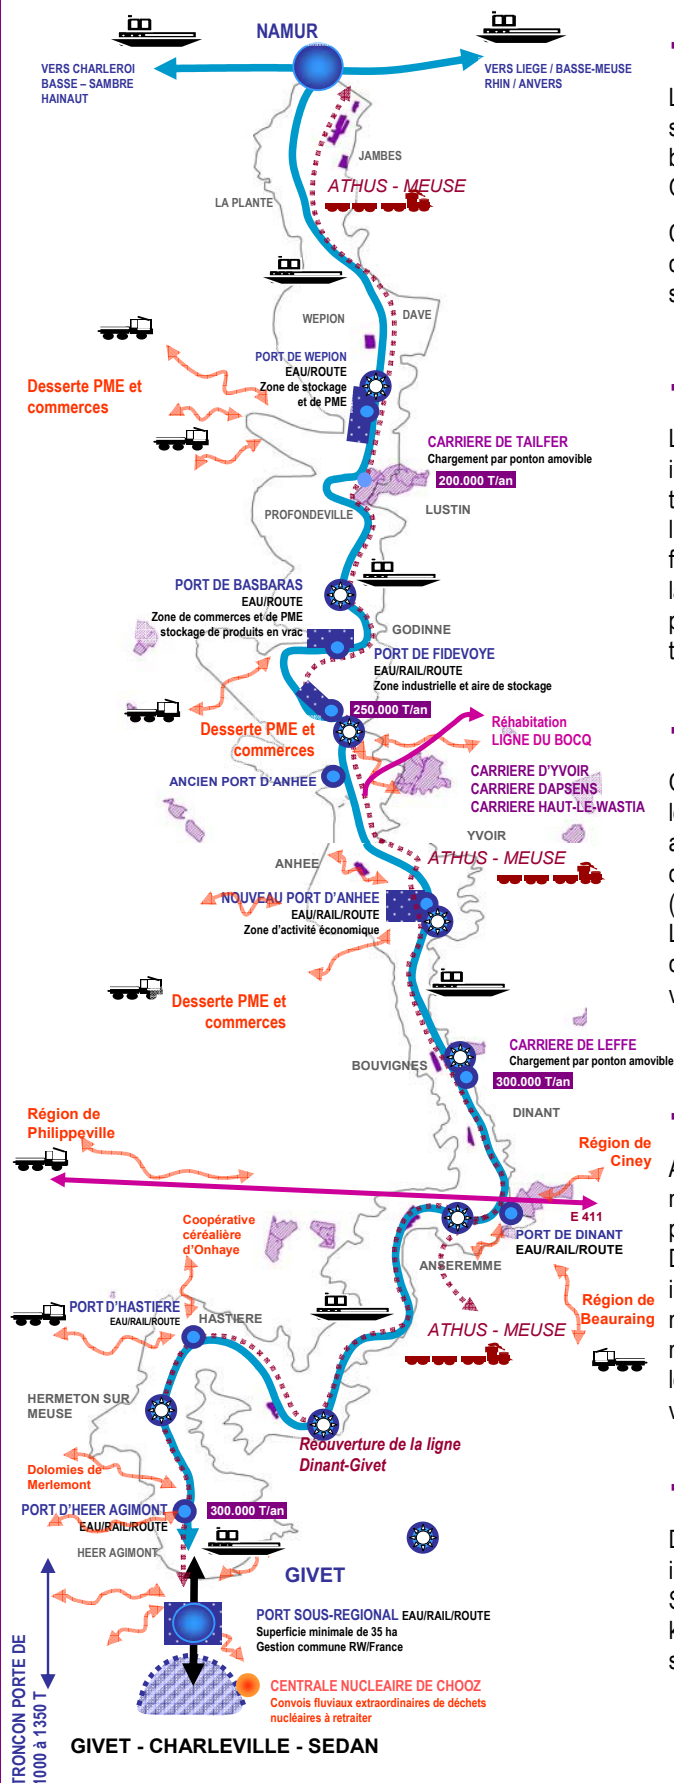 NAMUR
VERS CHARLEROI
BASSE – SAMBRE
HAINAUT
VERS LIEGE / BASSE-MEUSE
RHIN / ANVERS
JAMBES
ATHUS - MEUSE
LA PLANTE
WEPION
DAVE
PORT DE WEPION
EAU/ROUTE
Zone de stockage
et de PME
Desserte PME et
commerces
CARRIERE DE TAILFER
Chargement par ponton amovible
200.000 T/an
LUSTIN
PROFONDEVILLE
PORT DE BASBARAS
EAU/ROUTE
Zone de commerces et de PME
stockage de produits en vrac
GODINNE
PORT DE FIDEVOYE
EAU/RAIL/ROUTE
Zone industrielle et aire de stockage
250.000 T/an
Desserte PME et
commerces
Réhabitation
LIGNE DU BOCQ
ANCIEN PORT D'ANHEE
CARRIERE D'YVOIR
CARRIERE DAPSENS
CARRIERE HAUT-LE-WASTIA
YVOIR
ANHEE
ATHUS - MEUSE
NOUVEAU PORT D'ANHEE
EAU/RAIL/ROUTE
Zone d'activité économique
Desserte PME et
commerces
CARRIERE DE LEFFE
Chargement par ponton amovible
300.000 T/an
BOUVIGNES
DINANT
Région de
Philippeville
Région de
Ciney
E 411
Coopérative
céréalière
d'Onhaye
PORT DE DINANT
EAU/RAIL/ROUTE
ANSEREMME
Région de
Beauraing
PORT D'HASTIERE
EAU/RAIL/ROUTE
HASTIERE
ATHUS - MEUSE
HERMETON SUR
MEUSE
Réouverture de la ligne
Dinant-Givet
Dolomies de
Merlemont
PORT D'HEER AGIMONT
EAU/RAIL/ROUTE
300.000 T/an
HEER AGIMONT
GIVET
PORT SOUS-REGIONAL EAU/RAIL/ROUTE
Superficie minimale de 35 ha
Gestion commune RW/France
CENTRALE NUCLEAIRE DE CHOOZ
Convois fluviaux extraordinaires de déchets
nucléaires à retraiter
TRONCON PORTE DE
1000 à 1350 T
GIVET - CHARLEVILLE - SEDAN